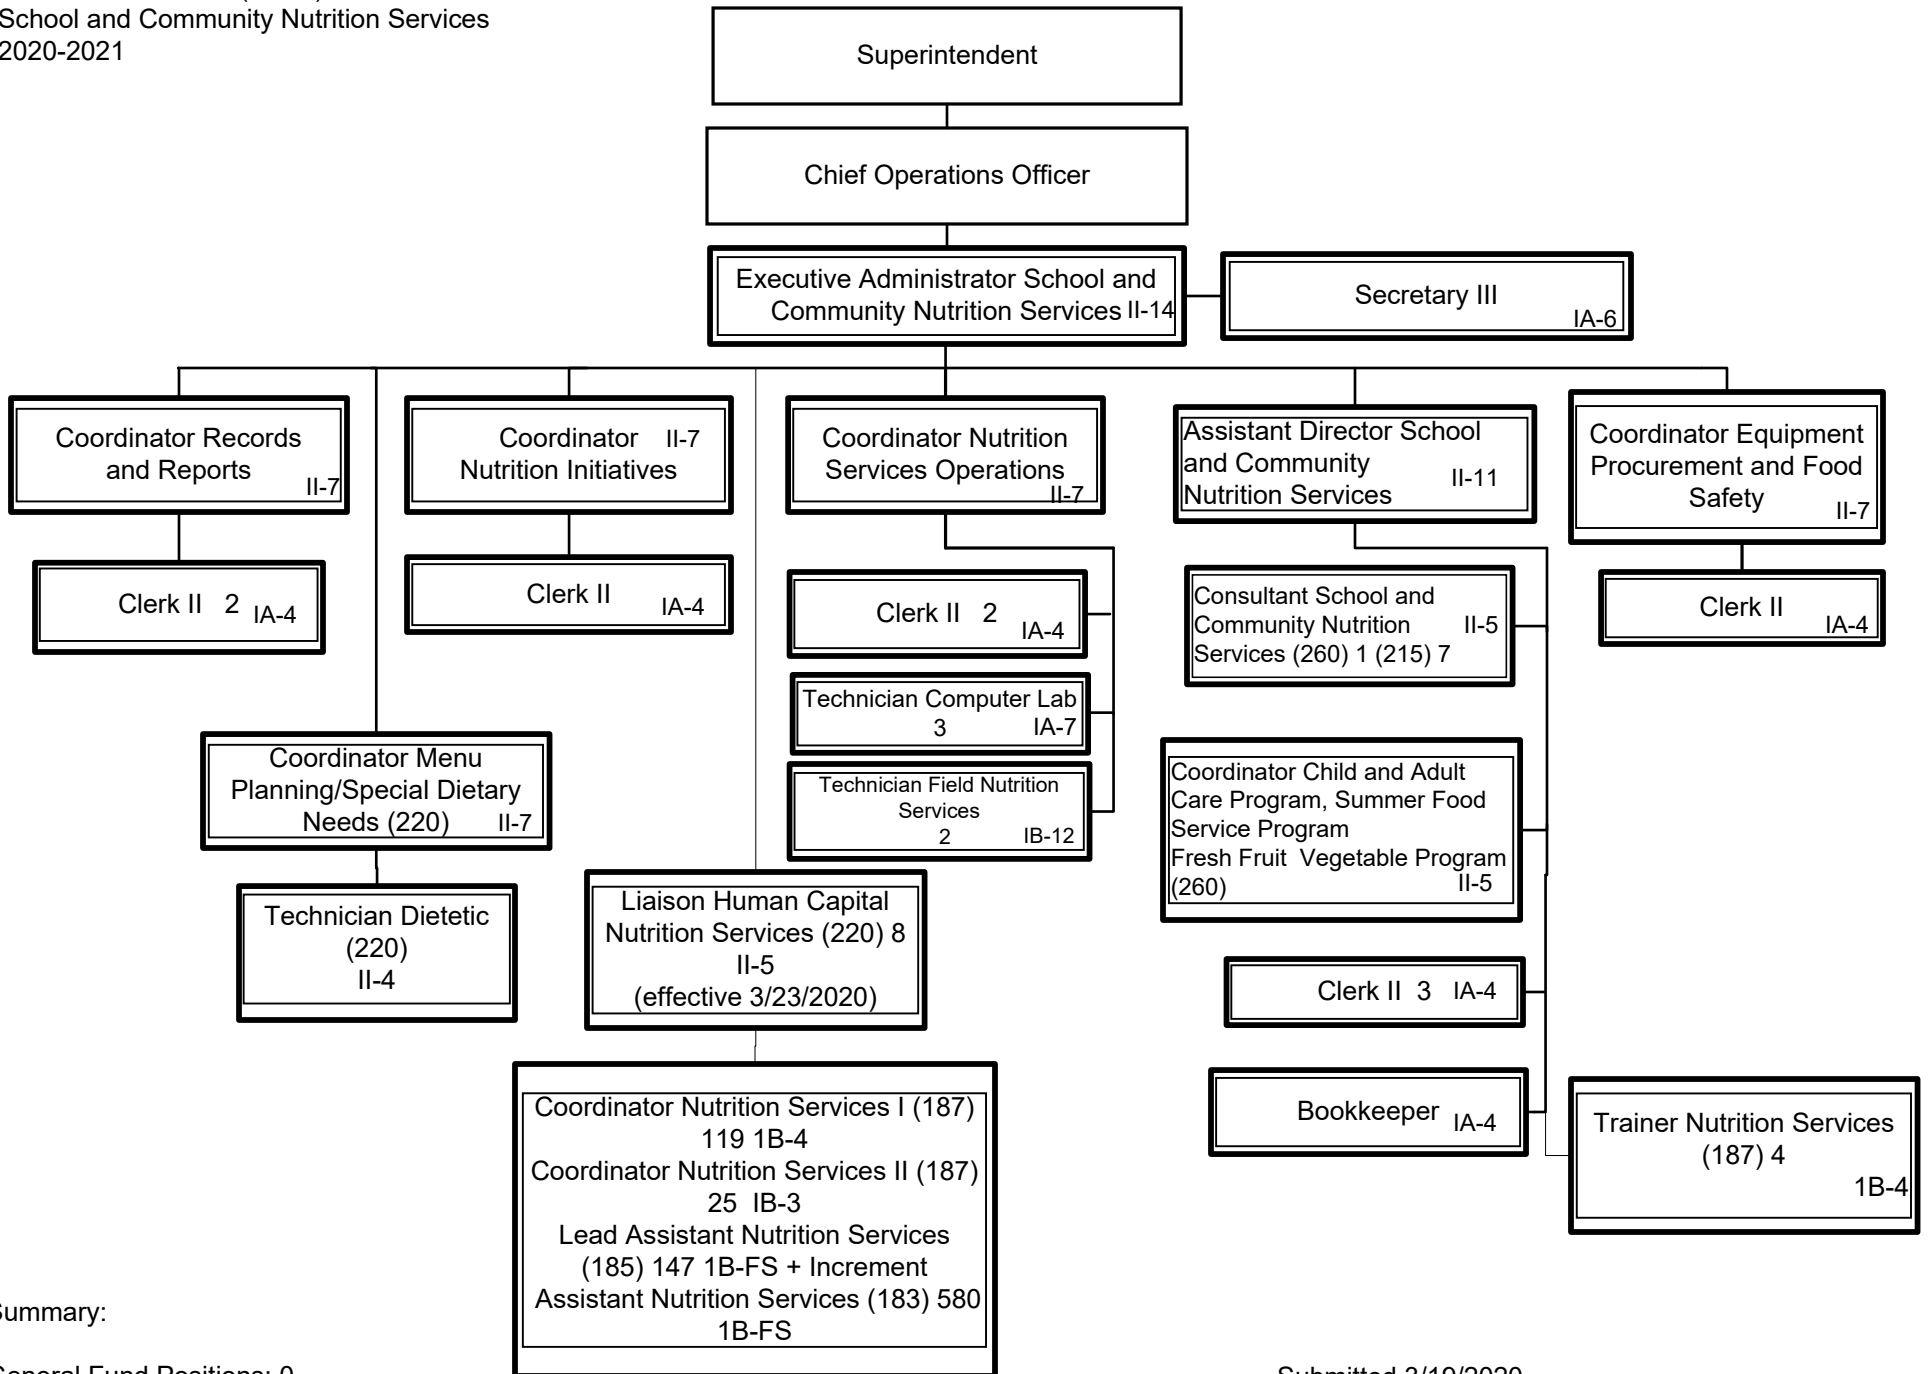 School and Community Nutrition Services
2020-2021
Superintendent
Chief Operations Officer
Executive Administrator School and
Community Nutrition Services II-14
Secretary III
IA-6
Coordinator Records
and Reports
II-7
Coordinator II-7
Nutrition Initiatives
Coordinator Nutrition
Services Operations
II-7
Assistant Director School
and Community
II-11
Nutrition Services
Coordinator Equipment
Procurement and Food
Safety
II-7
Clerk II 2 IA-4
Clerk II IA-4
Clerk II 2
IA-4
Consultant School and
Community Nutrition II-5
Services (260) 1 (215) 7
Clerk II
IA-4
Technician Computer Lab
3 IA-7
Coordinator Menu
Planning/Special Dietary
Needs (220) II-7
Technician Field Nutrition
Services
2 IB-12
Coordinator Child and Adult
Care Program, Summer Food
Service Program
Fresh Fruit Vegetable Program
(260) II-5
Technician Dietetic
(220)
II-4
Liaison Human Capital
Nutrition Services (220) 8
II-5
(effective 3/23/2020)
Clerk II 3 IA-4
Coordinator Nutrition Services I (187)
119 1B-4
Coordinator Nutrition Services II (187)
25 IB-3
Lead Assistant Nutrition Services
(185) 147 1B-FS + Increment
Assistant Nutrition Services (183) 580
1B-FS
Bookkeeper IA-4
Trainer Nutrition Services
(187) 4
1B-4
Summary:
General Fund Positions: 0
Submitted 3/19/2020